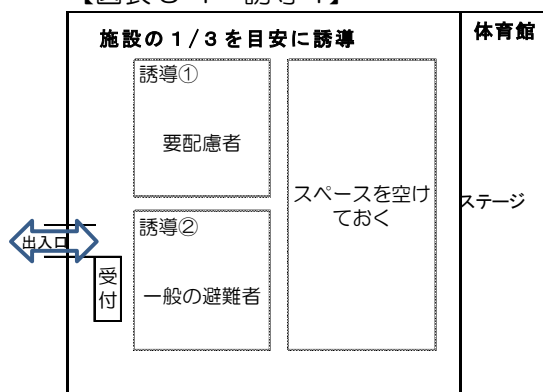 施設の1/3を目安に誘導
体育館
誘導①
要配慮者
スペースを空け
ておく
ステージ
誘導②
出入口
受
付
一般の避難者